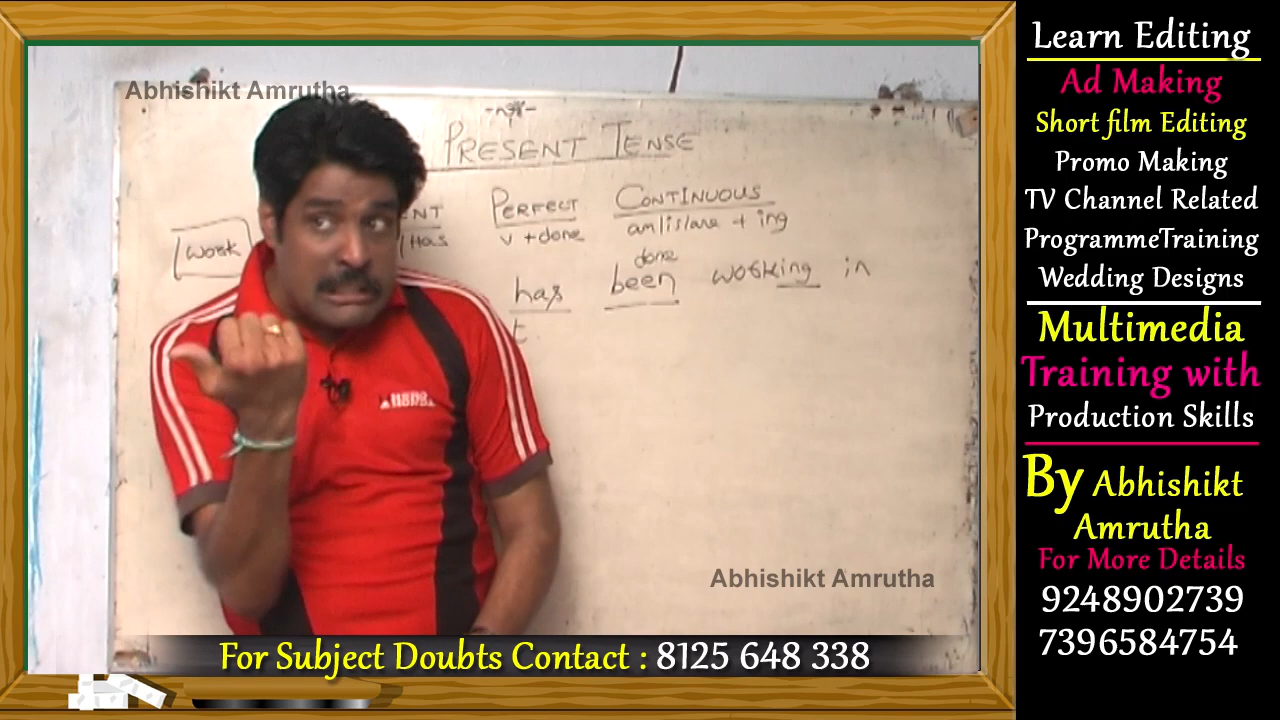 Abhishikt Amrutha
PRESENT TENSE
ENT PERFECT CONTINUOUS
Has v + done am/is/are + ing
work
done
has been working in
t
Abhishikt Amrutha
For Subject Doubts Contact : 8125 648 338
Learn Editing
Ad Making
Short film Editing
Promo Making
TV Channel Related
ProgrammeTraining
Wedding Designs
Multimedia
Training with
Production Skills
By Abhishikt
Amrutha
For More Details
9248902739
7396584754